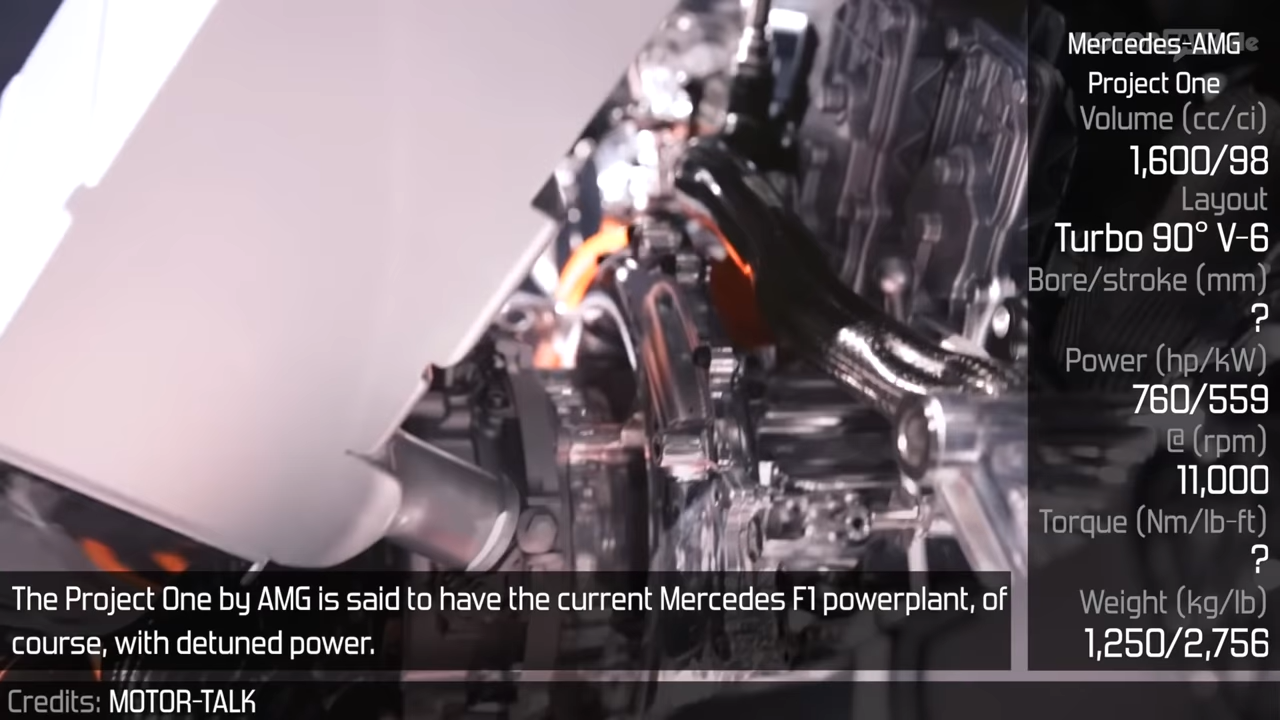 Mercedes-AMG
Project One
Volume (cc/ci)
1,600/98
Layout
Turbo 90° V-6
Bore/stroke (mm)
?
Power (hp/kW)
760/559
@ (rpm)
11,000
Torque (Nm/lb-ft)
?
Weight (kg/lb)
1,250/2,756
The Project One by AMG is said to have the current Mercedes F1 powerplant, of
course, with detuned power.
Credits: MOTOR-TALK